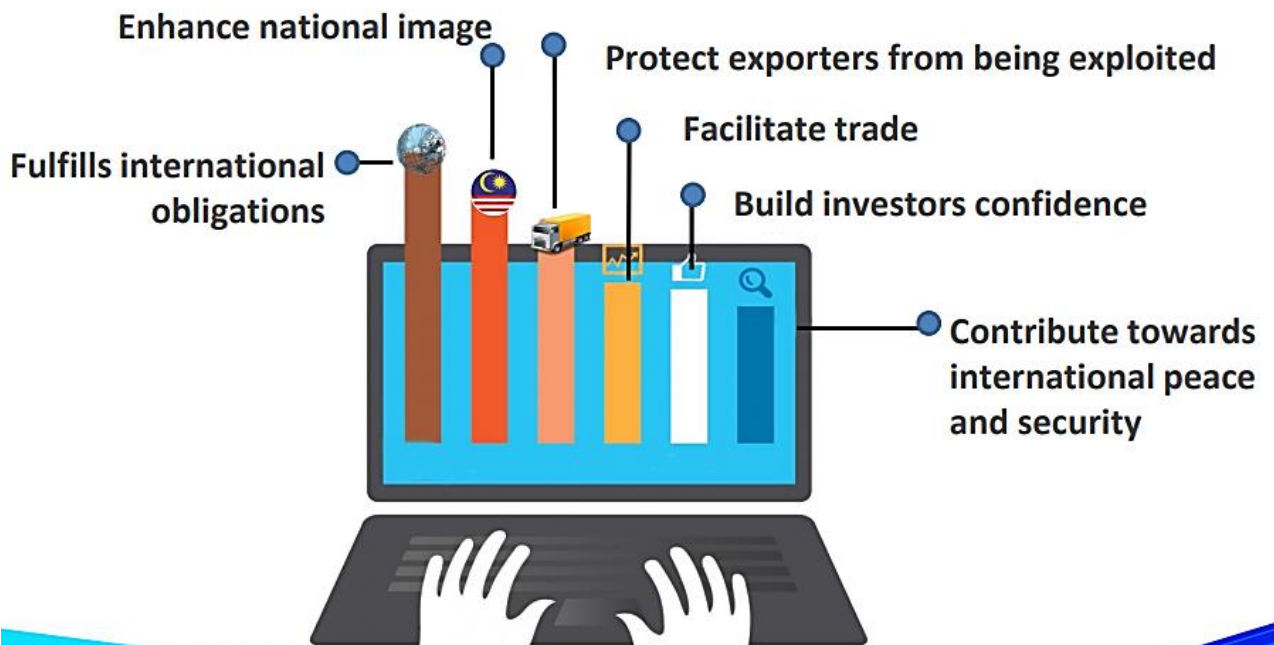 Enhance national image
Protect exporters from being exploited
Facilitate trade
Fulfills international
obligations
Build investors confidence
Contribute towards
international peace
and security